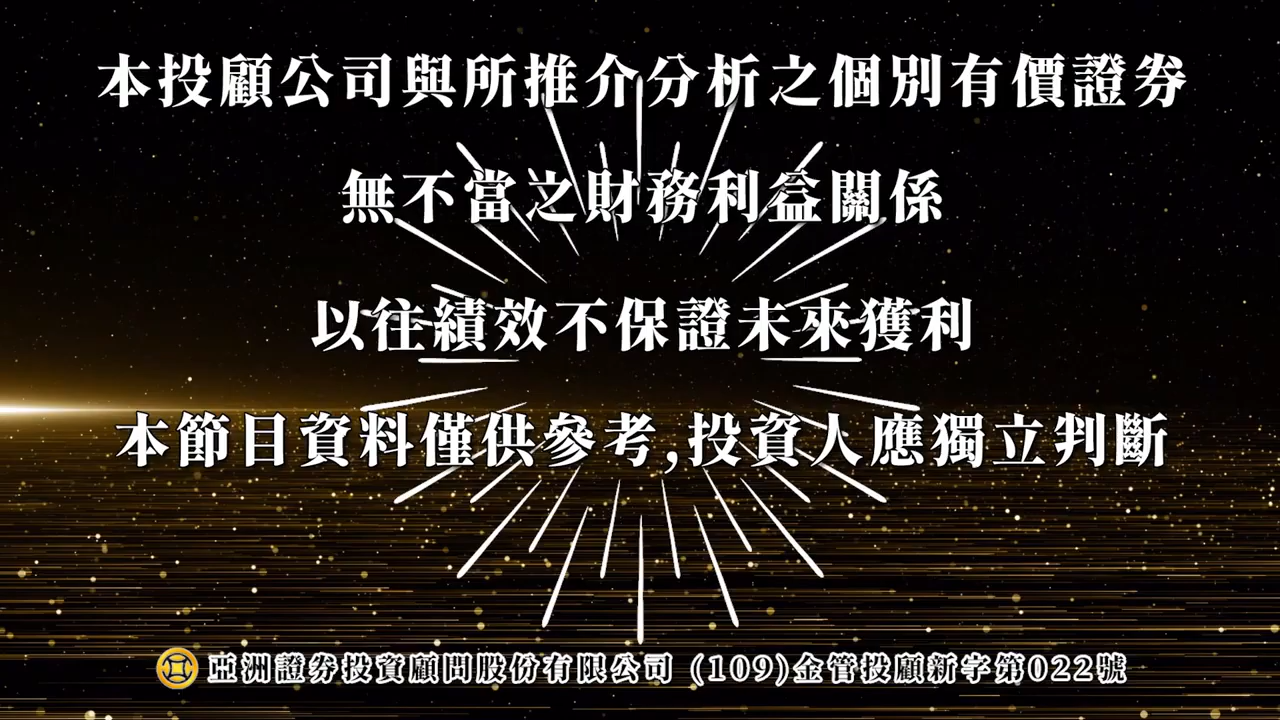 本投顧公司與所推介分析之個別有價證券
無不當之財務利益關係
以往績效不保證未來獲利
本節目資料僅供參考,投資人應獨立判斷
亞洲證券投資顧問股份有限公司 (109)金管投顧新字第022號